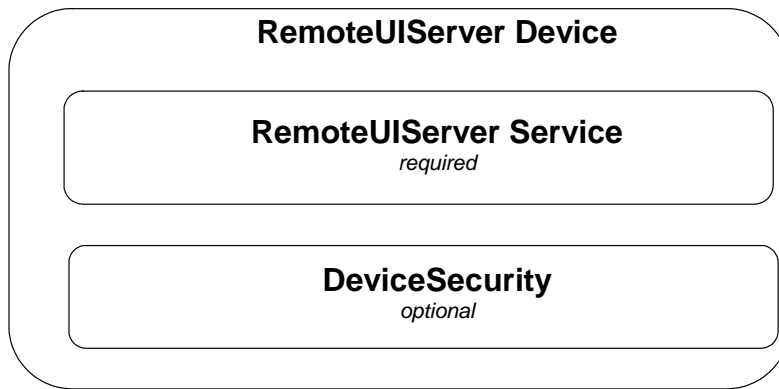 RemoteUIServer Device
RemoteUIServer Service
required
DeviceSecurity
optional